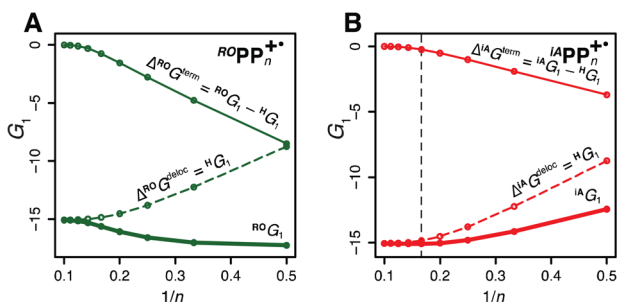 A
ᴿᴼPPₙ⁺•
ΔᴿᴼGᵗᵉʳᵐ = ᴿᴼG₁ – ᴴG₁
ΔᴿᴼGᵈᵉˡᵒᶜ = ᴴG₁
ᴿᴼG₁
G₁
0
−5
−10
−15
0.1 0.2 0.3 0.4 0.5
1/n
B
ⁱᴬPPₙ⁺•
ΔⁱᴬGᵗᵉʳᵐ = ⁱᴬG₁ – ᴴG₁
ΔⁱᴬGᵈᵉˡᵒᶜ = ᴴG₁
ⁱᴬG₁
G₁
0
−5
−10
−15
0.1 0.2 0.3 0.4 0.5
1/n